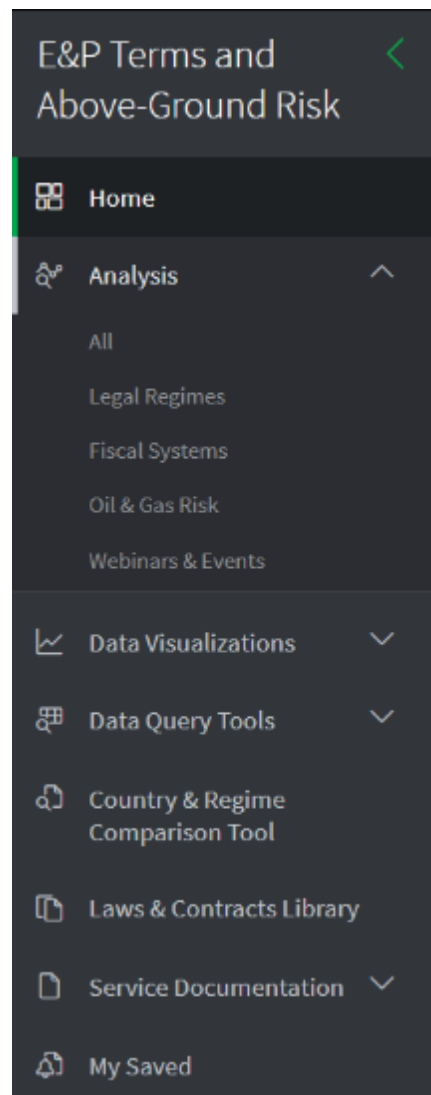 E&P Terms and
Above-Ground Risk
Home
Analysis
All
Legal Regimes
Fiscal Systems
Oil & Gas Risk
Webinars & Events
Data Visualizations
Data Query Tools
Country & Regime
Comparison Tool
Laws & Contracts Library
Service Documentation
My Saved